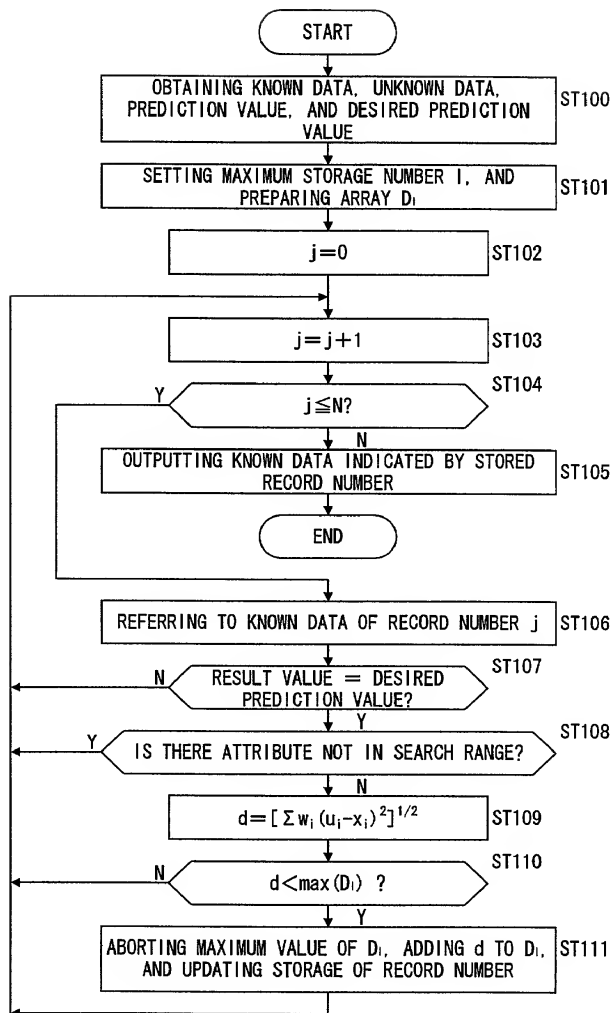 START
OBTAINING KNOWN DATA, UNKNOWN DATA,
PREDICTION VALUE, AND DESIRED PREDICTION
VALUE
ST100
SETTING MAXIMUM STORAGE NUMBER l, AND
PREPARING ARRAY Dₗ
ST101
j=0
ST102
j=j+1
ST103
ST104
Y
j≦N?
N
OUTPUTTING KNOWN DATA INDICATED BY STORED
RECORD NUMBER
ST105
END
REFERRING TO KNOWN DATA OF RECORD NUMBER j
ST106
ST107
N
RESULT VALUE = DESIRED
PREDICTION VALUE?
Y
ST108
Y
IS THERE ATTRIBUTE NOT IN SEARCH RANGE?
N
d=[Σwᵢ(uᵢ-xᵢ)²]^1/2
ST109
ST110
N
d<max(Dₗ) ?
Y
ABORTING MAXIMUM VALUE OF Dₗ, ADDING d TO Dₗ,
AND UPDATING STORAGE OF RECORD NUMBER
ST111